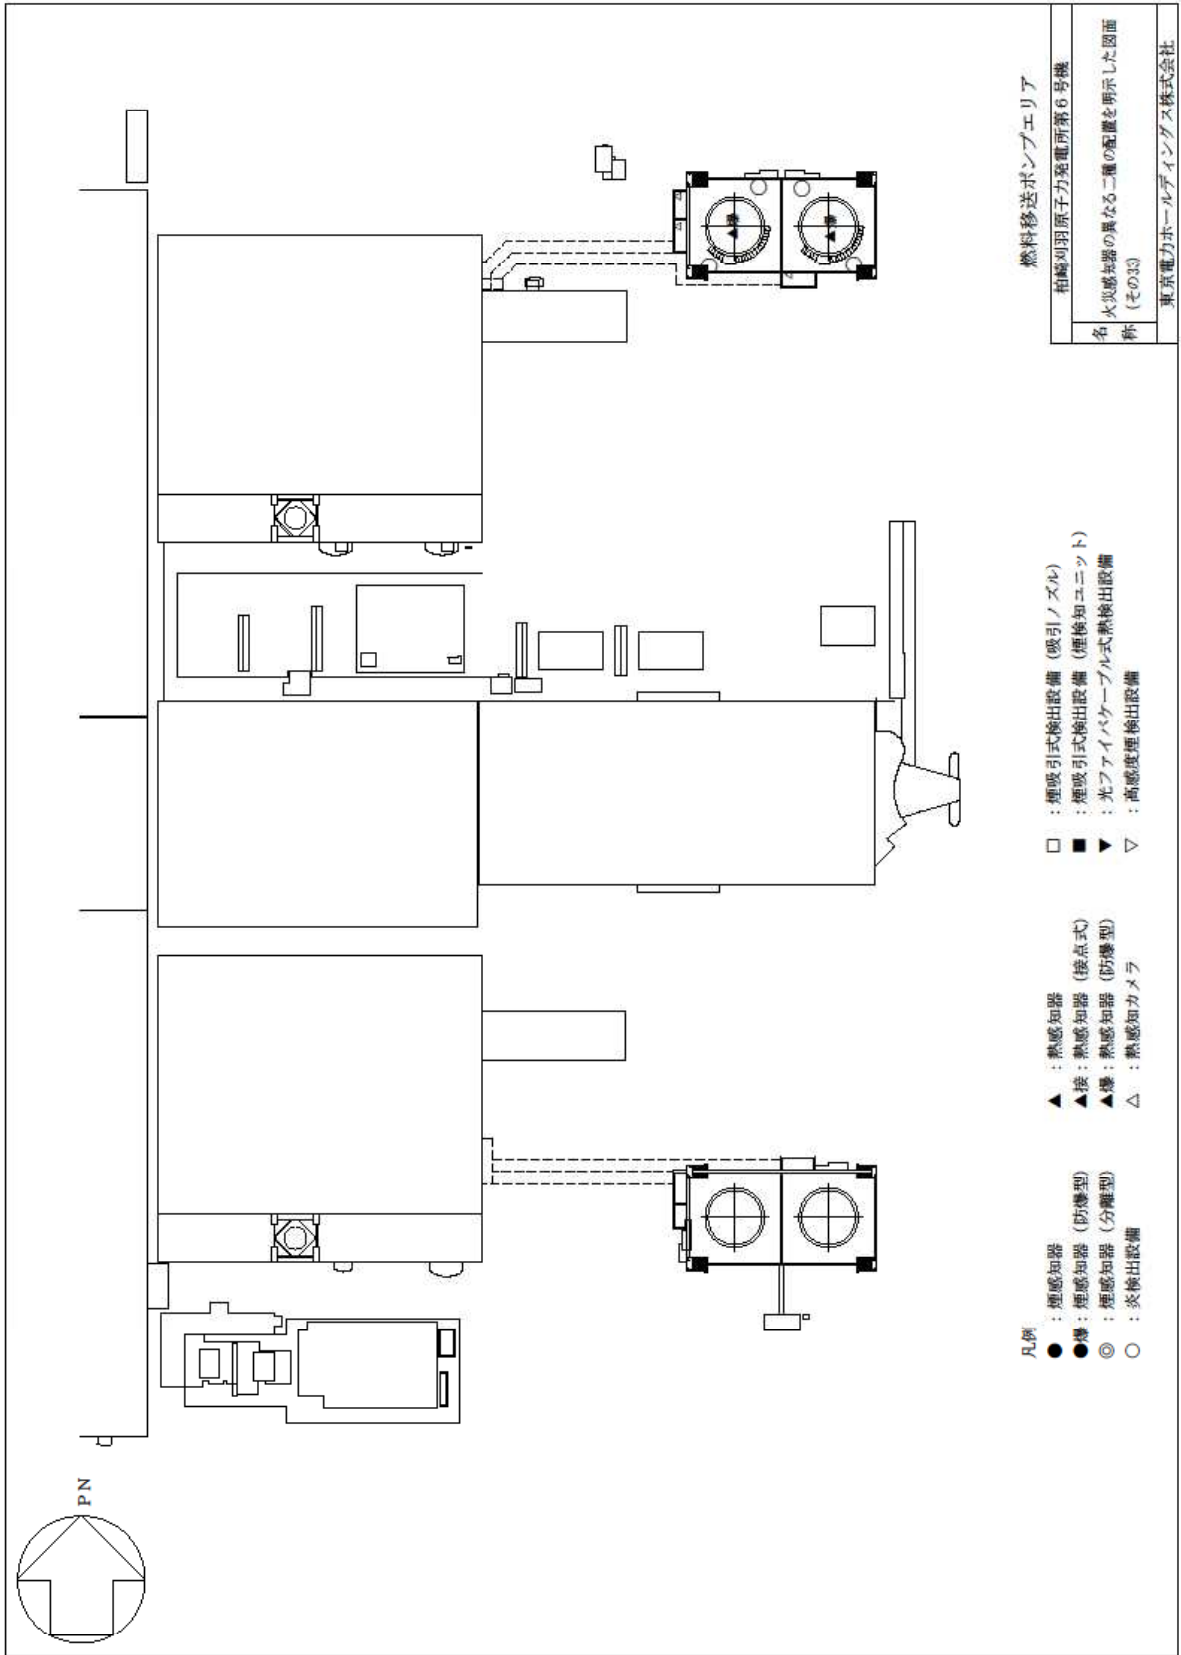 PN
▲爆
▲爆
燃料移送ポンプエリア
凡例
● : 煙感知器
●爆 : 煙感知器 (防爆型)
◎ : 煙感知器 (分離型)
○ : 炎検出設備
▲ : 熱感知器
▲接 : 熱感知器 (接点式)
▲爆 : 熱感知器 (防爆型)
△ : 熱感知カメラ
□ : 煙吸引式検出設備 (吸引ノズル)
■ : 煙吸引式検出設備 (煙検知ユニット)
▼ : 光ファイバケーブル式熱検出設備
▽ : 高感度煙検出設備
柏崎刈羽原子力発電所第6号機
名称
火災感知器の異なる二種の配置を明示した図面
(その33)
東京電力ホールディングス株式会社